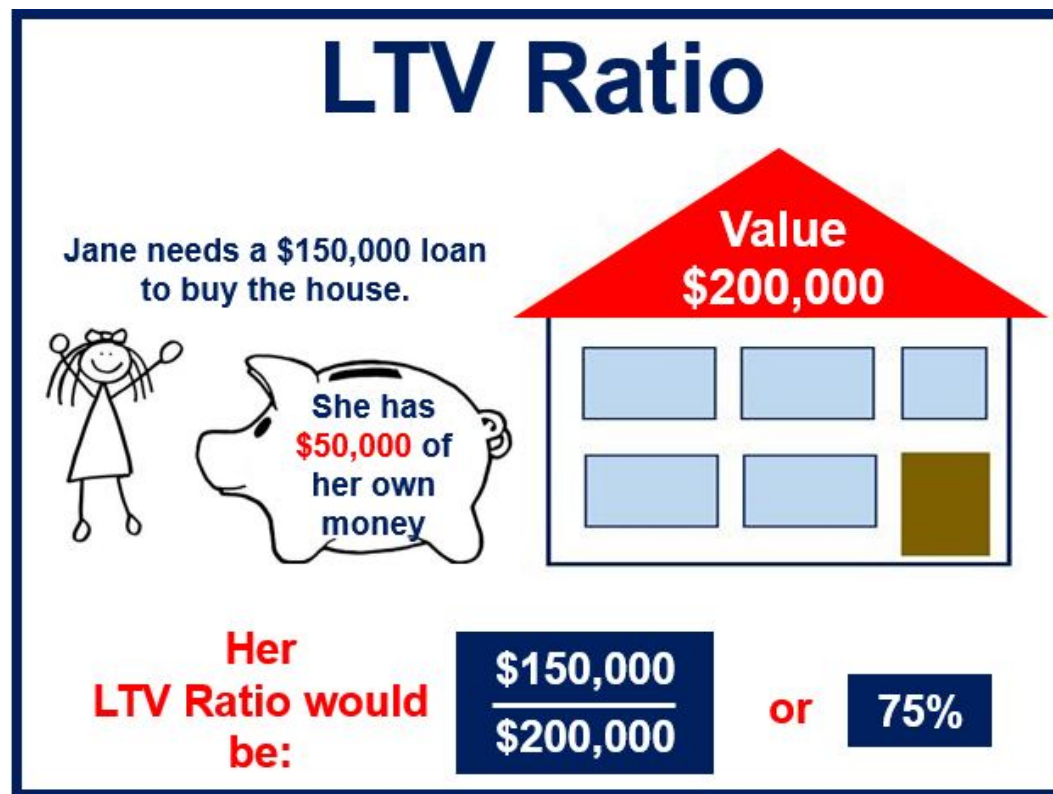 LTV Ratio
Jane needs a $150,000 loan
to buy the house.
Value
$200,000
She has
$50,000 of
her own
money
Her
LTV Ratio would
be:
$150,000
$200,000
or
75%